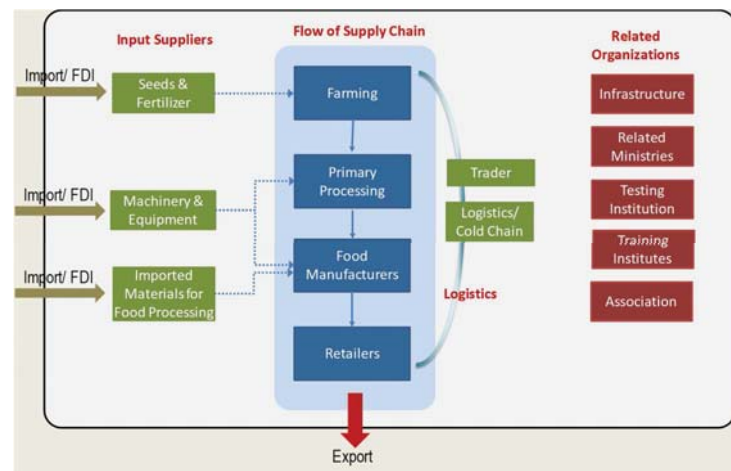 Input Suppliers
Flow of Supply Chain
Related
Organizations
Import/ FDI
Seeds &
Fertilizer
Farming
Infrastructure
Related
Ministries
Primary
Processing
Trader
Import/ FDI
Machinery &
Equipment
Testing
Institution
Logistics/
Cold Chain
Food
Manufacturers
Training
Institutes
Import/ FDI
Imported
Materials for
Food Processing
Logistics
Association
Retailers
Export